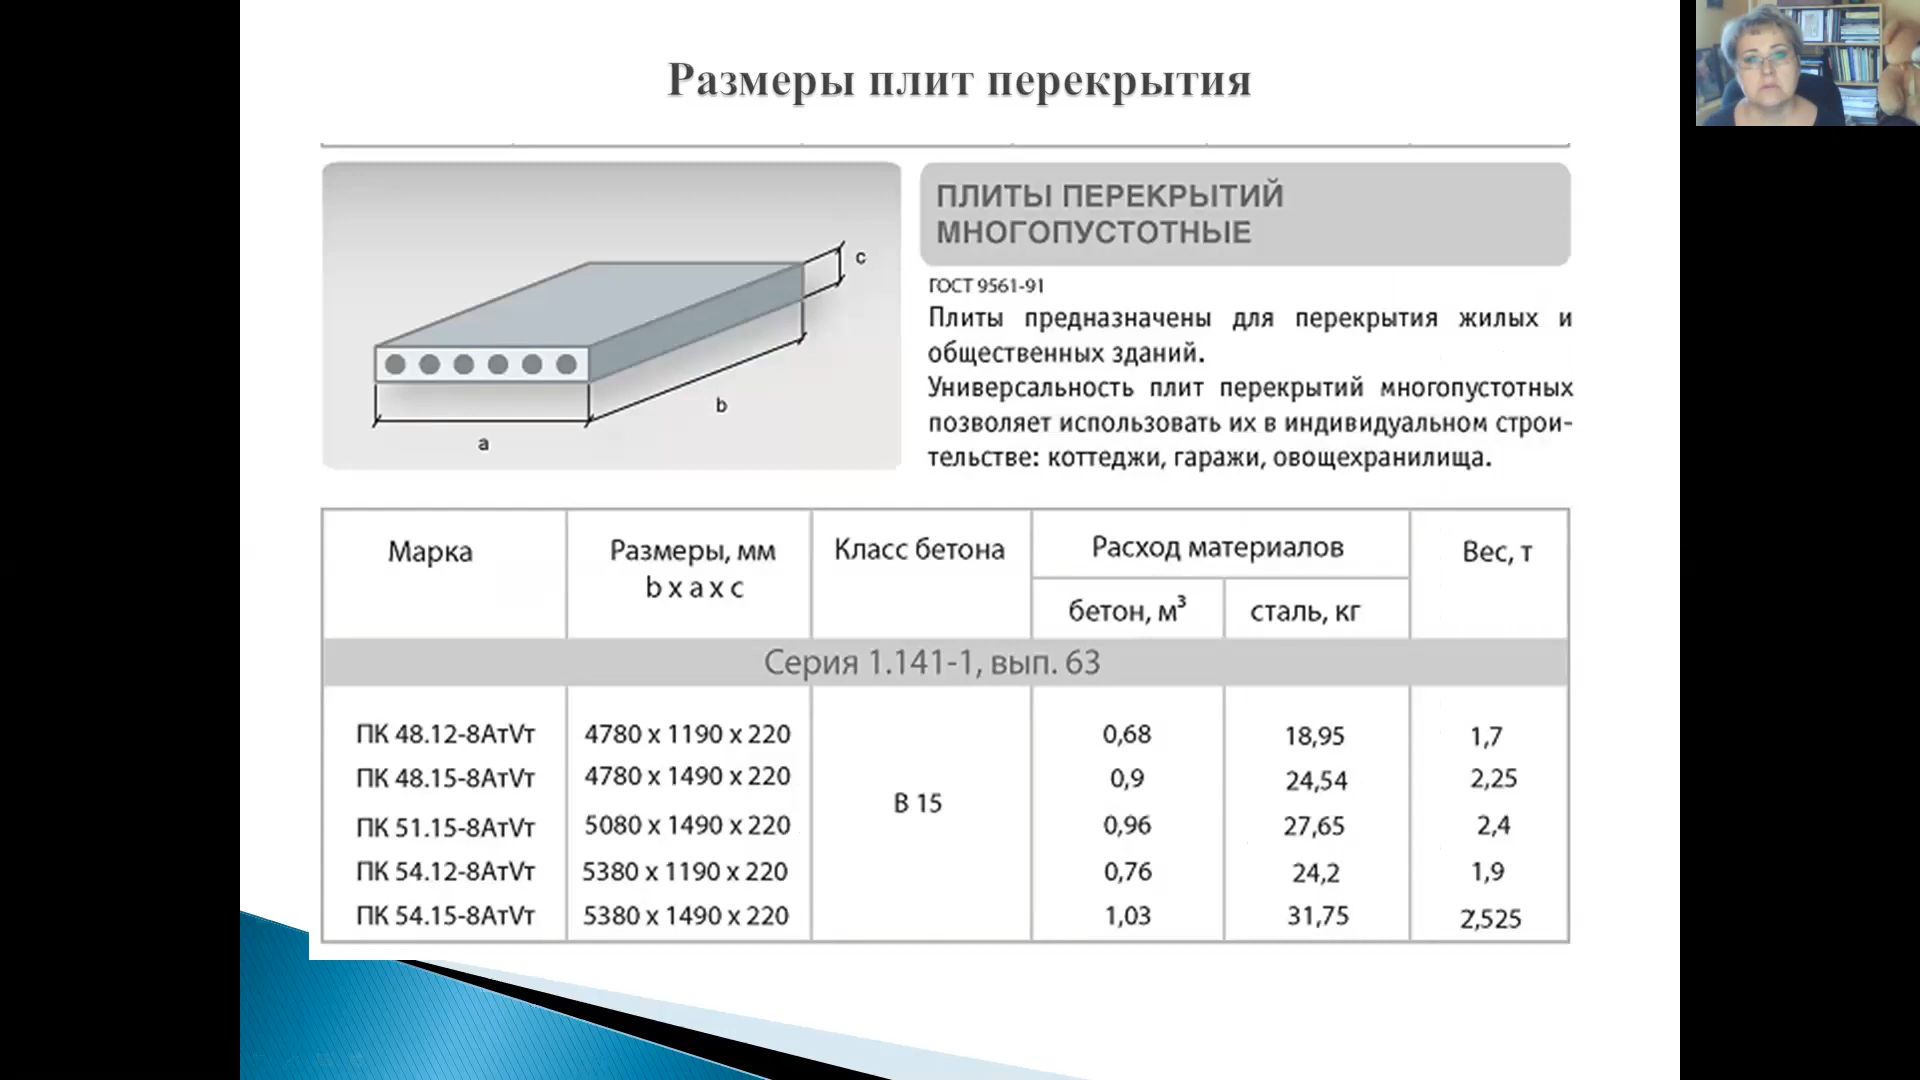 Размеры плит перекрытия
ПЛИТЫ ПЕРЕКРЫТИЙ
МНОГОПУСТОТНЫЕ
ГОСТ 9561-91
Плиты предназначены для перекрытия жилых и
общественных зданий.
Универсальность плит перекрытий многопустотных
позволяет использовать их в индивидуальном строи-
тельстве: коттеджи, гаражи, овощехранилища.
c
b
a
Марка Размеры, мм Класс бетона Расход материалов Вес, т
b x a x c
бетон, м³ сталь, кг
Серия 1.141-1, вып. 63
ПК 48.12-8АтVт 4780 x 1190 x 220 0,68 18,95 1,7
ПК 48.15-8АтVт 4780 x 1490 x 220 0,9 24,54 2,25
В 15
ПК 51.15-8АтVт 5080 x 1490 x 220 0,96 27,65 2,4
ПК 54.12-8АтVт 5380 x 1190 x 220 0,76 24,2 1,9
ПК 54.15-8АтVт 5380 x 1490 x 220 1,03 31,75 2,525